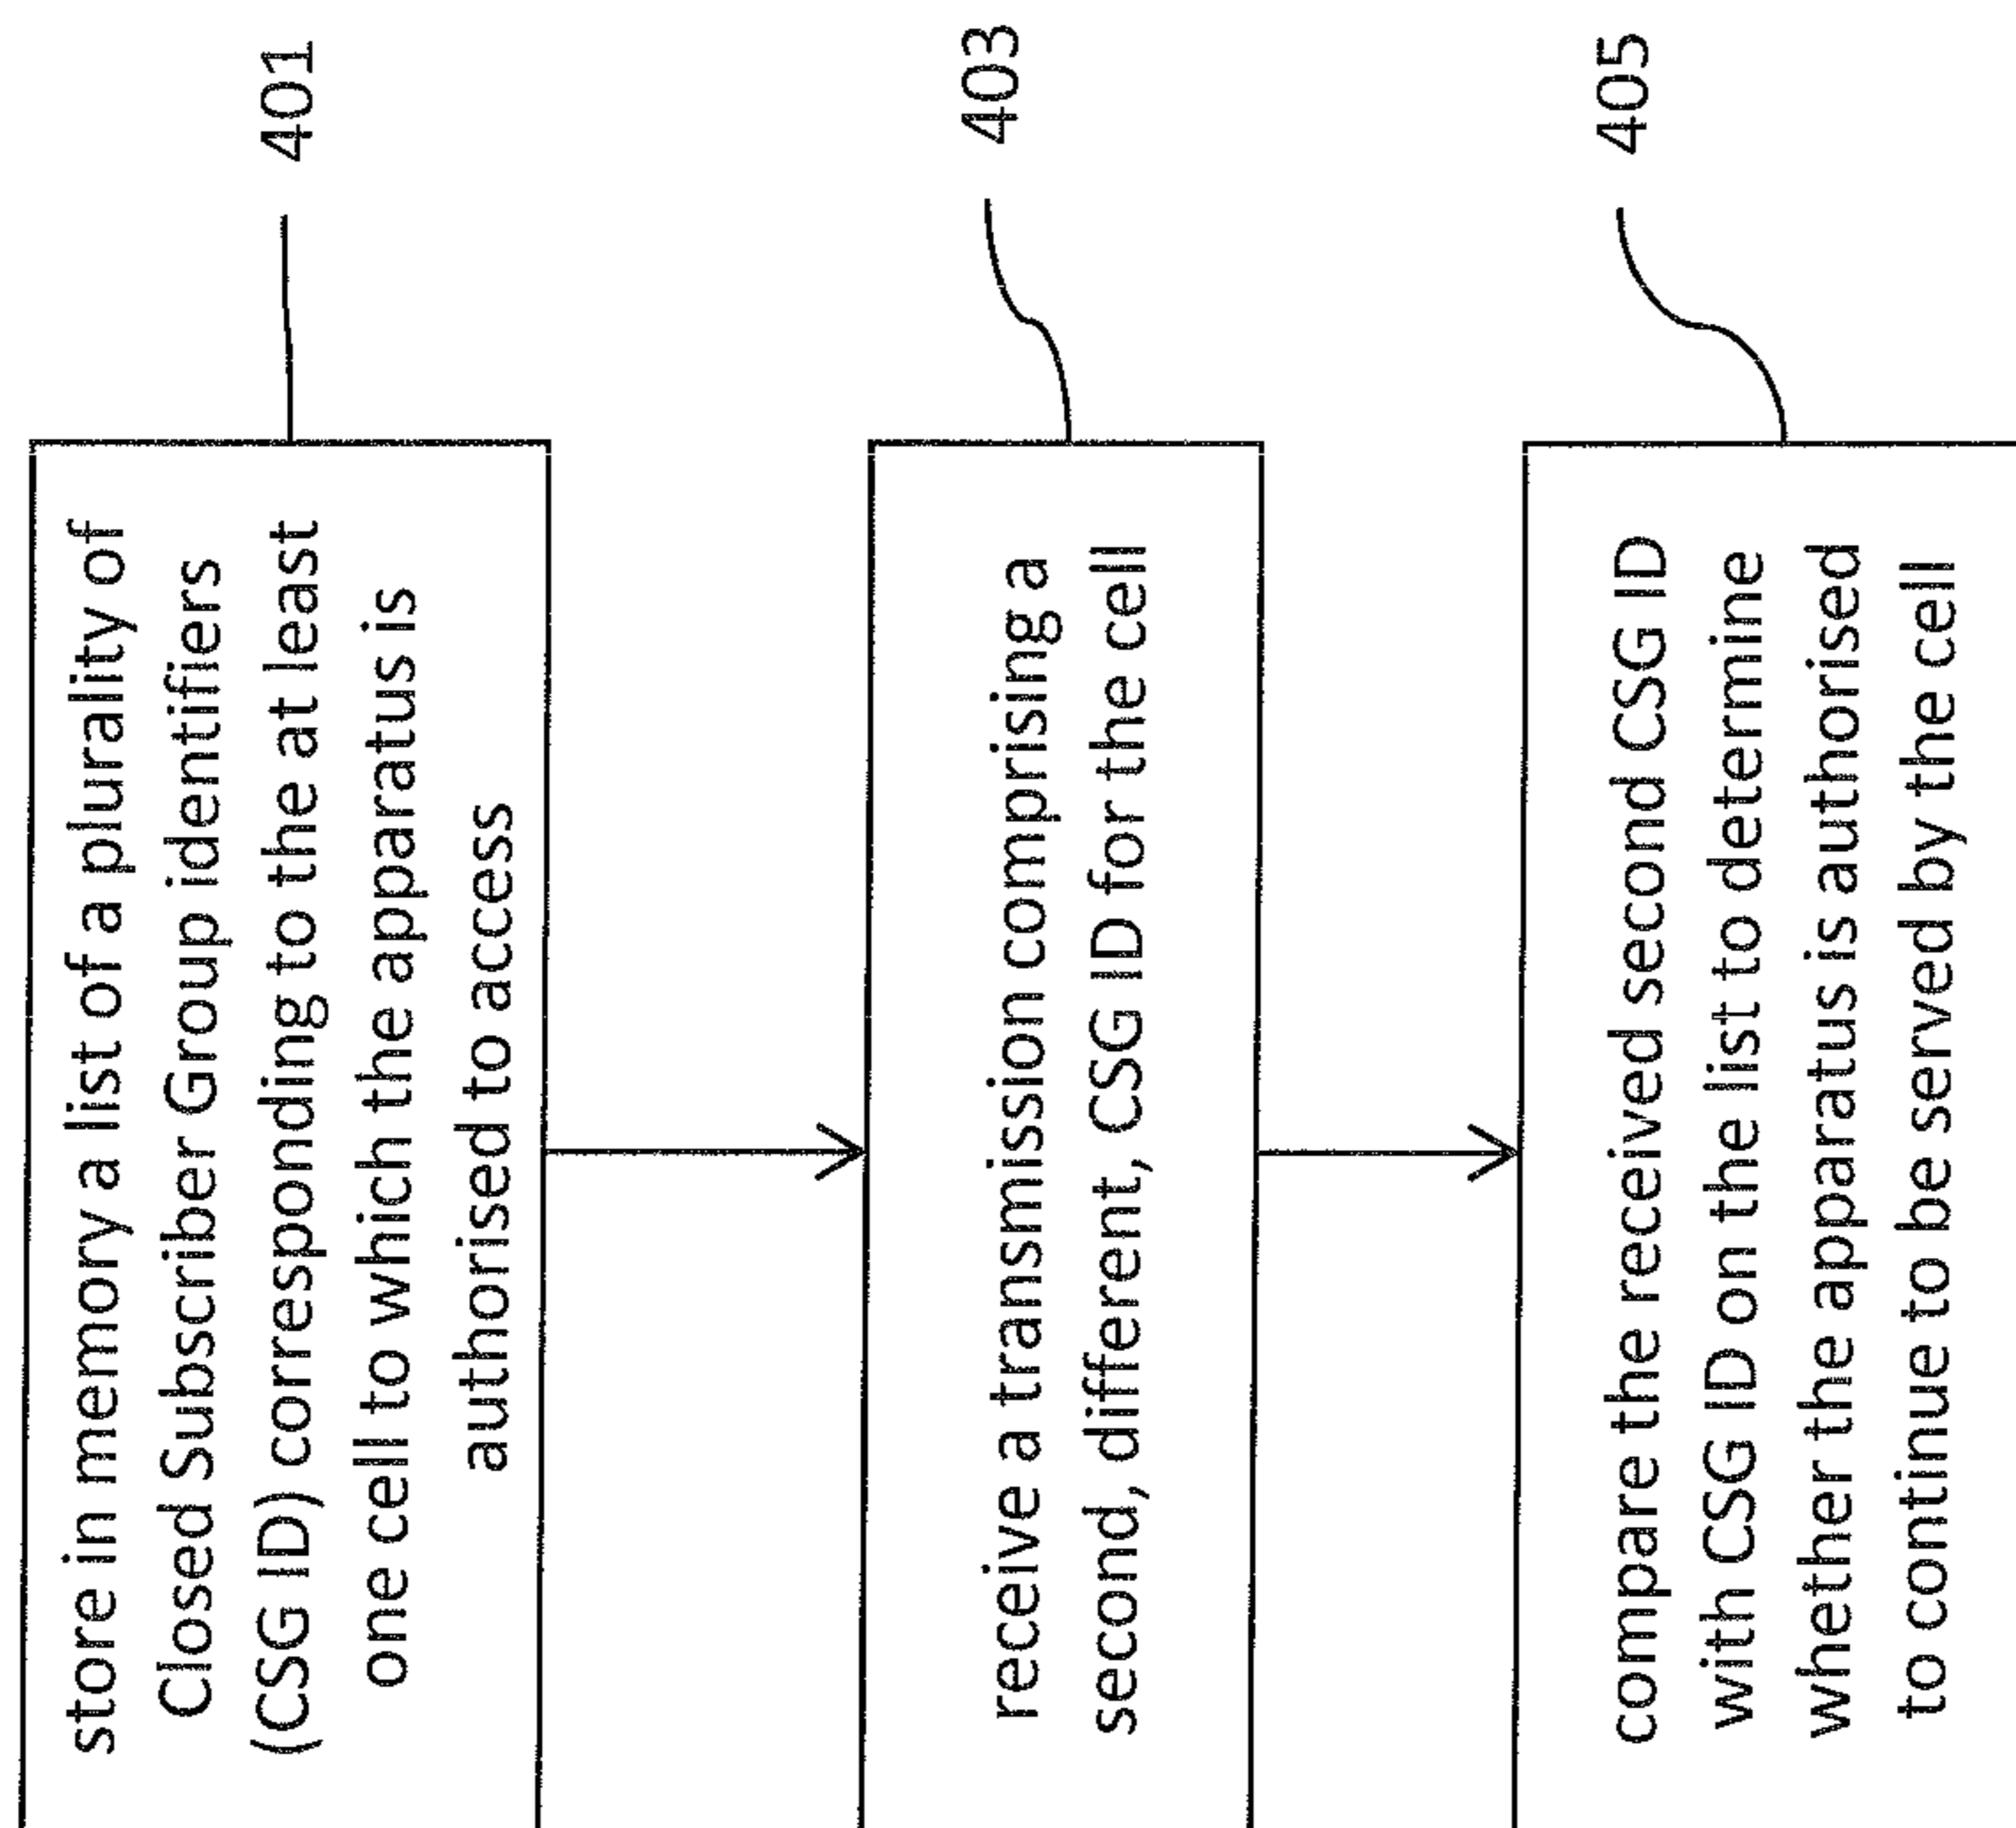 store in memory a list of a plurality of
Closed Subscriber Group identifiers
(CSG ID) corresponding to the at least
one cell to which the apparatus is
authorised to access
401
receive a transmission comprising a
second, different, CSG ID for the cell
403
compare the received second CSG ID
with CSG ID on the list to determine
whether the apparatus is authorised
to continue to be served by the cell
405